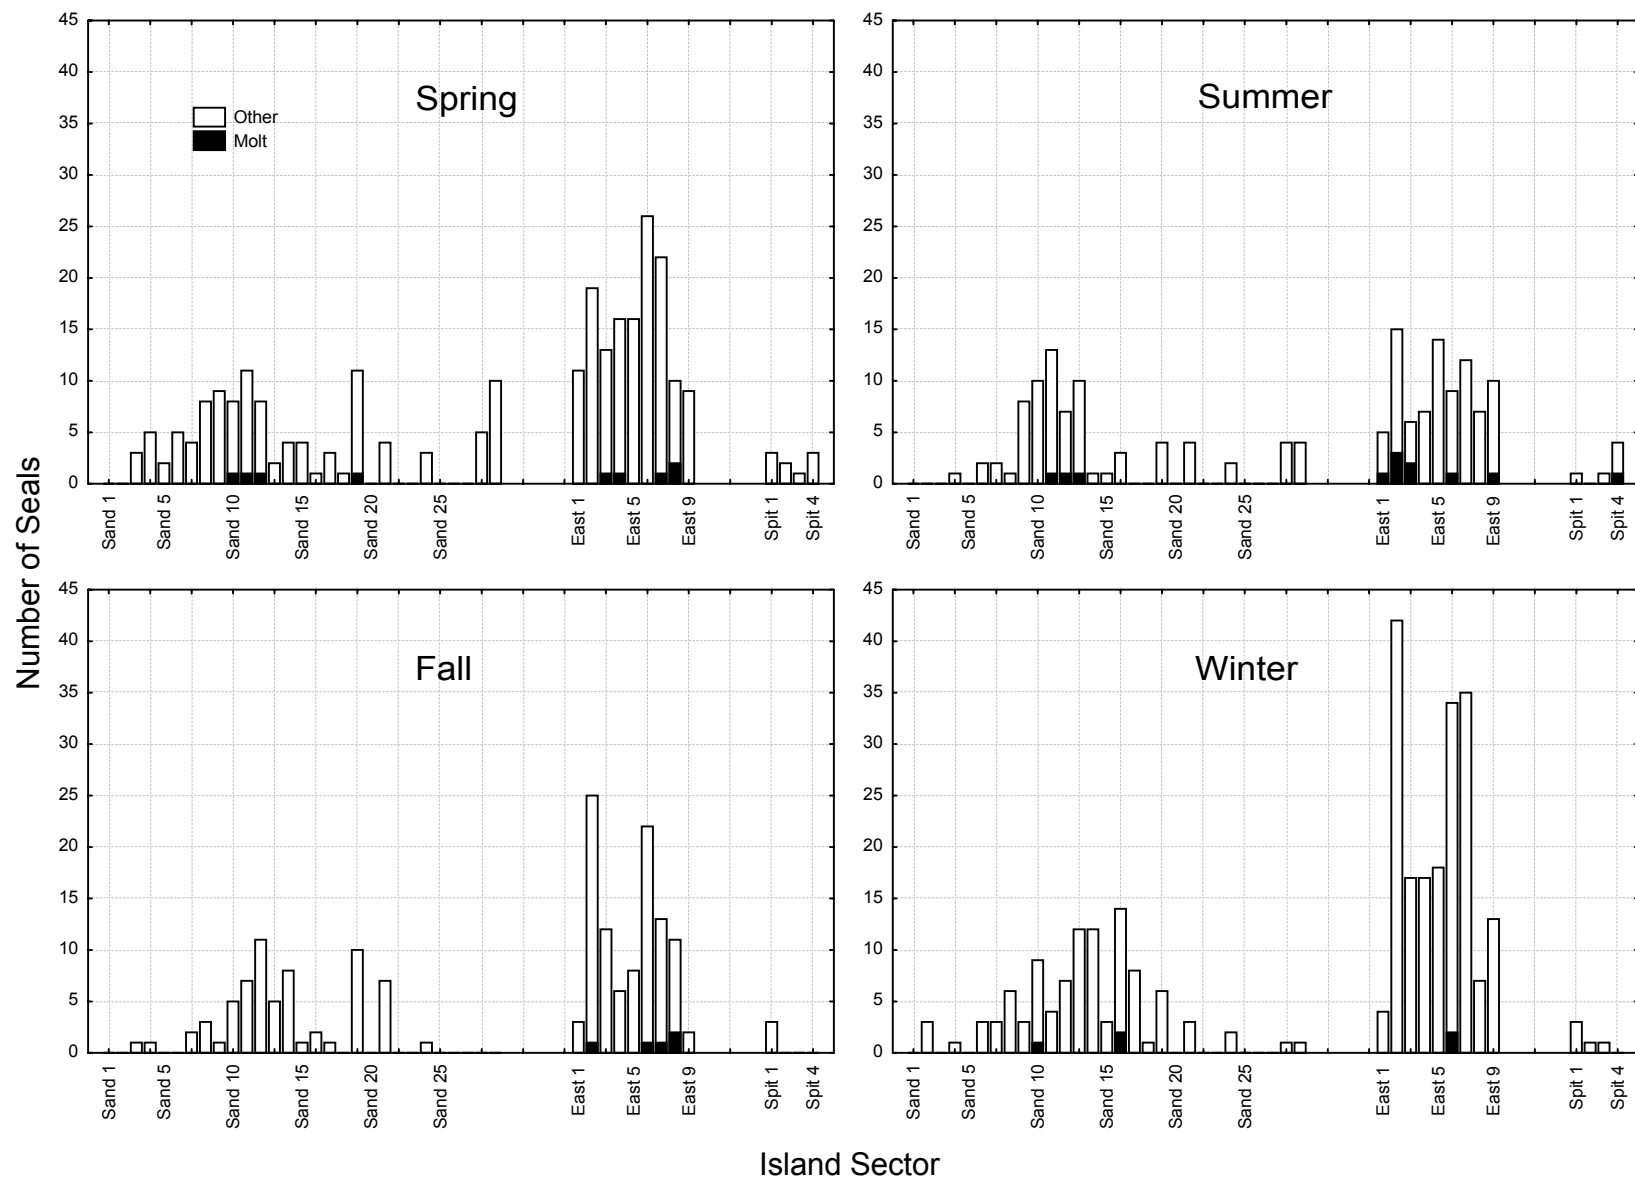 45
40
35
30
25
20
15
10
5
0
Spring
Other
Molt
Sand 1
Sand 5
Sand 10
Sand 15
Sand 20
Sand 25
East 1
East 5
East 9
Spit 1
Spit 4
45
40
35
30
25
20
15
10
5
0
Summer
Sand 1
Sand 5
Sand 10
Sand 15
Sand 20
Sand 25
East 1
East 5
East 9
Spit 1
Spit 4
Number of Seals
45
40
35
30
25
20
15
10
5
0
Fall
Sand 1
Sand 5
Sand 10
Sand 15
Sand 20
Sand 25
East 1
East 5
East 9
Spit 1
Spit 4
45
40
35
30
25
20
15
10
5
0
Winter
Sand 1
Sand 5
Sand 10
Sand 15
Sand 20
Sand 25
East 1
East 5
East 9
Spit 1
Spit 4
Island Sector